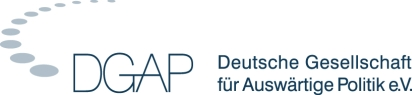 DGAP
Deutsche Gesellschaft
für Auswärtige Politik e.V.